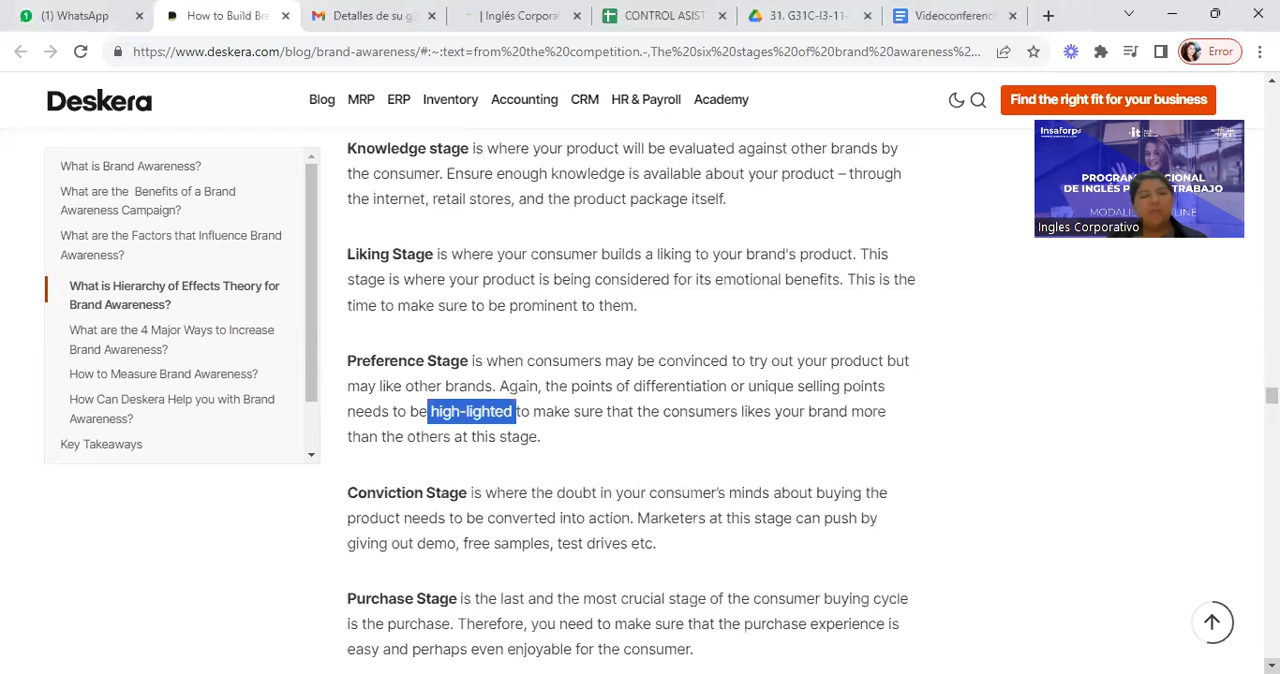 WhatsApp
How to Build Bra
Detalles de su g
| Ingles Corpora
CONTROL ASIST
31. G31C-I3-11-
Videoconferenc
https://www.deskera.com/blog/brand-awareness/#:~:text=from%20the%20competition.-,The%20six%20stages%20of%20brand%20awareness%2...
Error
Deskera
Blog MRP ERP Inventory Accounting CRM HR & Payroll Academy
Find the right fit for your business
What is Brand Awareness?
What are the Benefits of a Brand
Awareness Campaign?
What are the Factors that Influence Brand
Awareness?
What is Hierarchy of Effects Theory for
Brand Awareness?
What are the 4 Major Ways to Increase
Brand Awareness?
How to Measure Brand Awareness?
How Can Deskera Help you with Brand
Awareness?
Key Takeaways
Knowledge stage is where your product will be evaluated against other brands by
the consumer. Ensure enough knowledge is available about your product – through
the internet, retail stores, and the product package itself.
Liking Stage is where your consumer builds a liking to your brand's product. This
stage is where your product is being considered for its emotional benefits. This is the
time to make sure to be prominent to them.
Preference Stage is when consumers may be convinced to try out your product but
may like other brands. Again, the points of differentiation or unique selling points
needs to be high-lighted to make sure that the consumers likes your brand more
than the others at this stage.
Conviction Stage is where the doubt in your consumer's minds about buying the
product needs to be converted into action. Marketers at this stage can push by
giving out demo, free samples, test drives etc.
Purchase Stage is the last and the most crucial stage of the consumer buying cycle
is the purchase. Therefore, you need to make sure that the purchase experience is
easy and perhaps even enjoyable for the consumer.
Insaforp
it
Ingles Corporativo